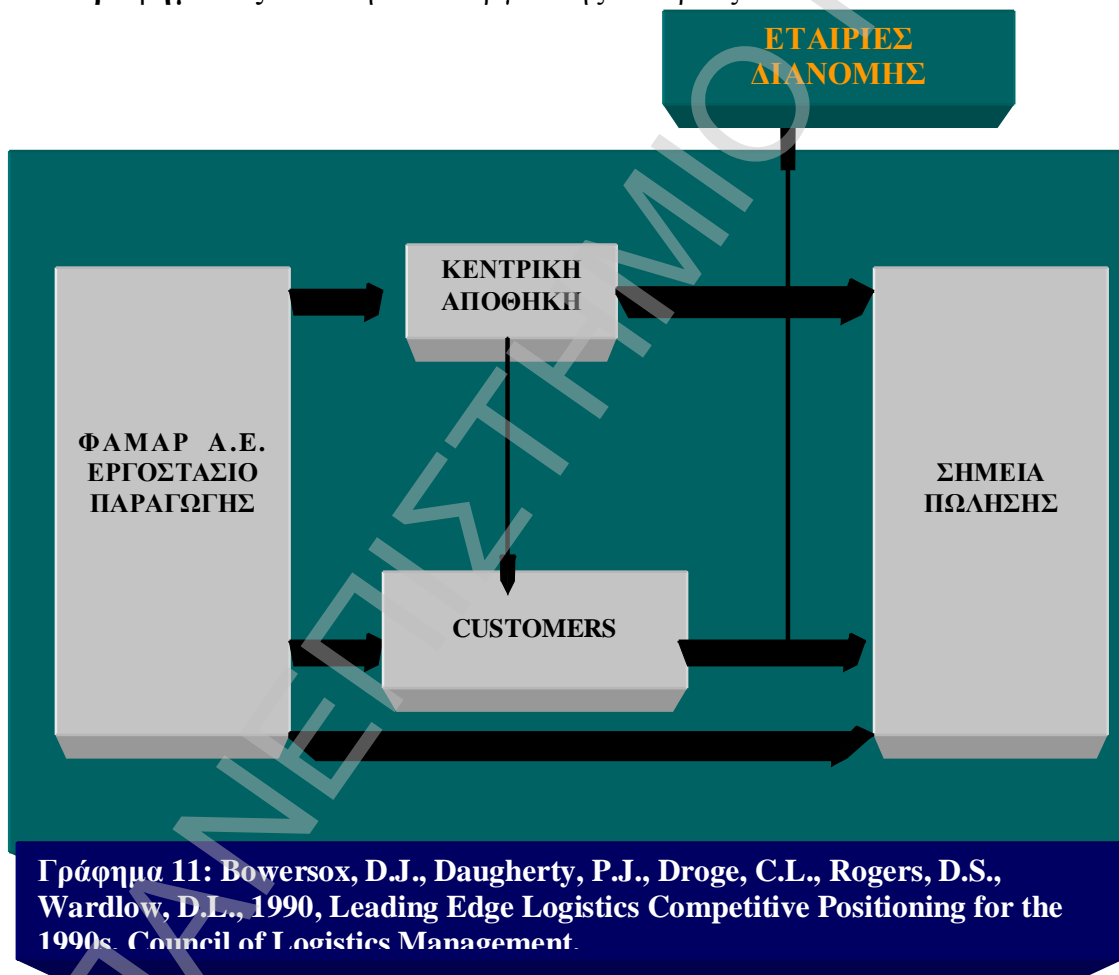 ΕΤΑΙΡΙΕΣ
ΔΙΑΝΟΜΗΣ
ΚΕΝΤΡΙΚΗ
ΑΠΟΘΗΚΗ
ΦΑΜΑΡ Α.Ε.
ΕΡΓΟΣΤΑΣΙΟ
ΠΑΡΑΓΩΓΗΣ
ΣΗΜΕΙΑ
ΠΩΛΗΣΗΣ
CUSTOMERS
Γράφημα 11: Bowersox, D.J., Daugherty, P.J., Droge, C.L., Rogers, D.S.,
Wardlow, D.L., 1990, Leading Edge Logistics Competitive Positioning for the
1990s. Council of Logistics Management.